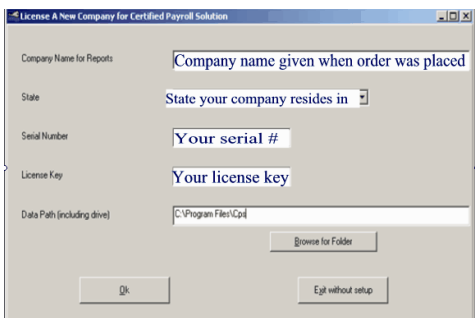 License A New Company for Certified Payroll Solution
Company Name for Reports
Company name given when order was placed
State
State your company resides in
Serial Number
Your serial #
License Key
Your license key
Data Path (including drive)
C:\Program Files\Cps
Browse for Folder
Ok
Exit without setup